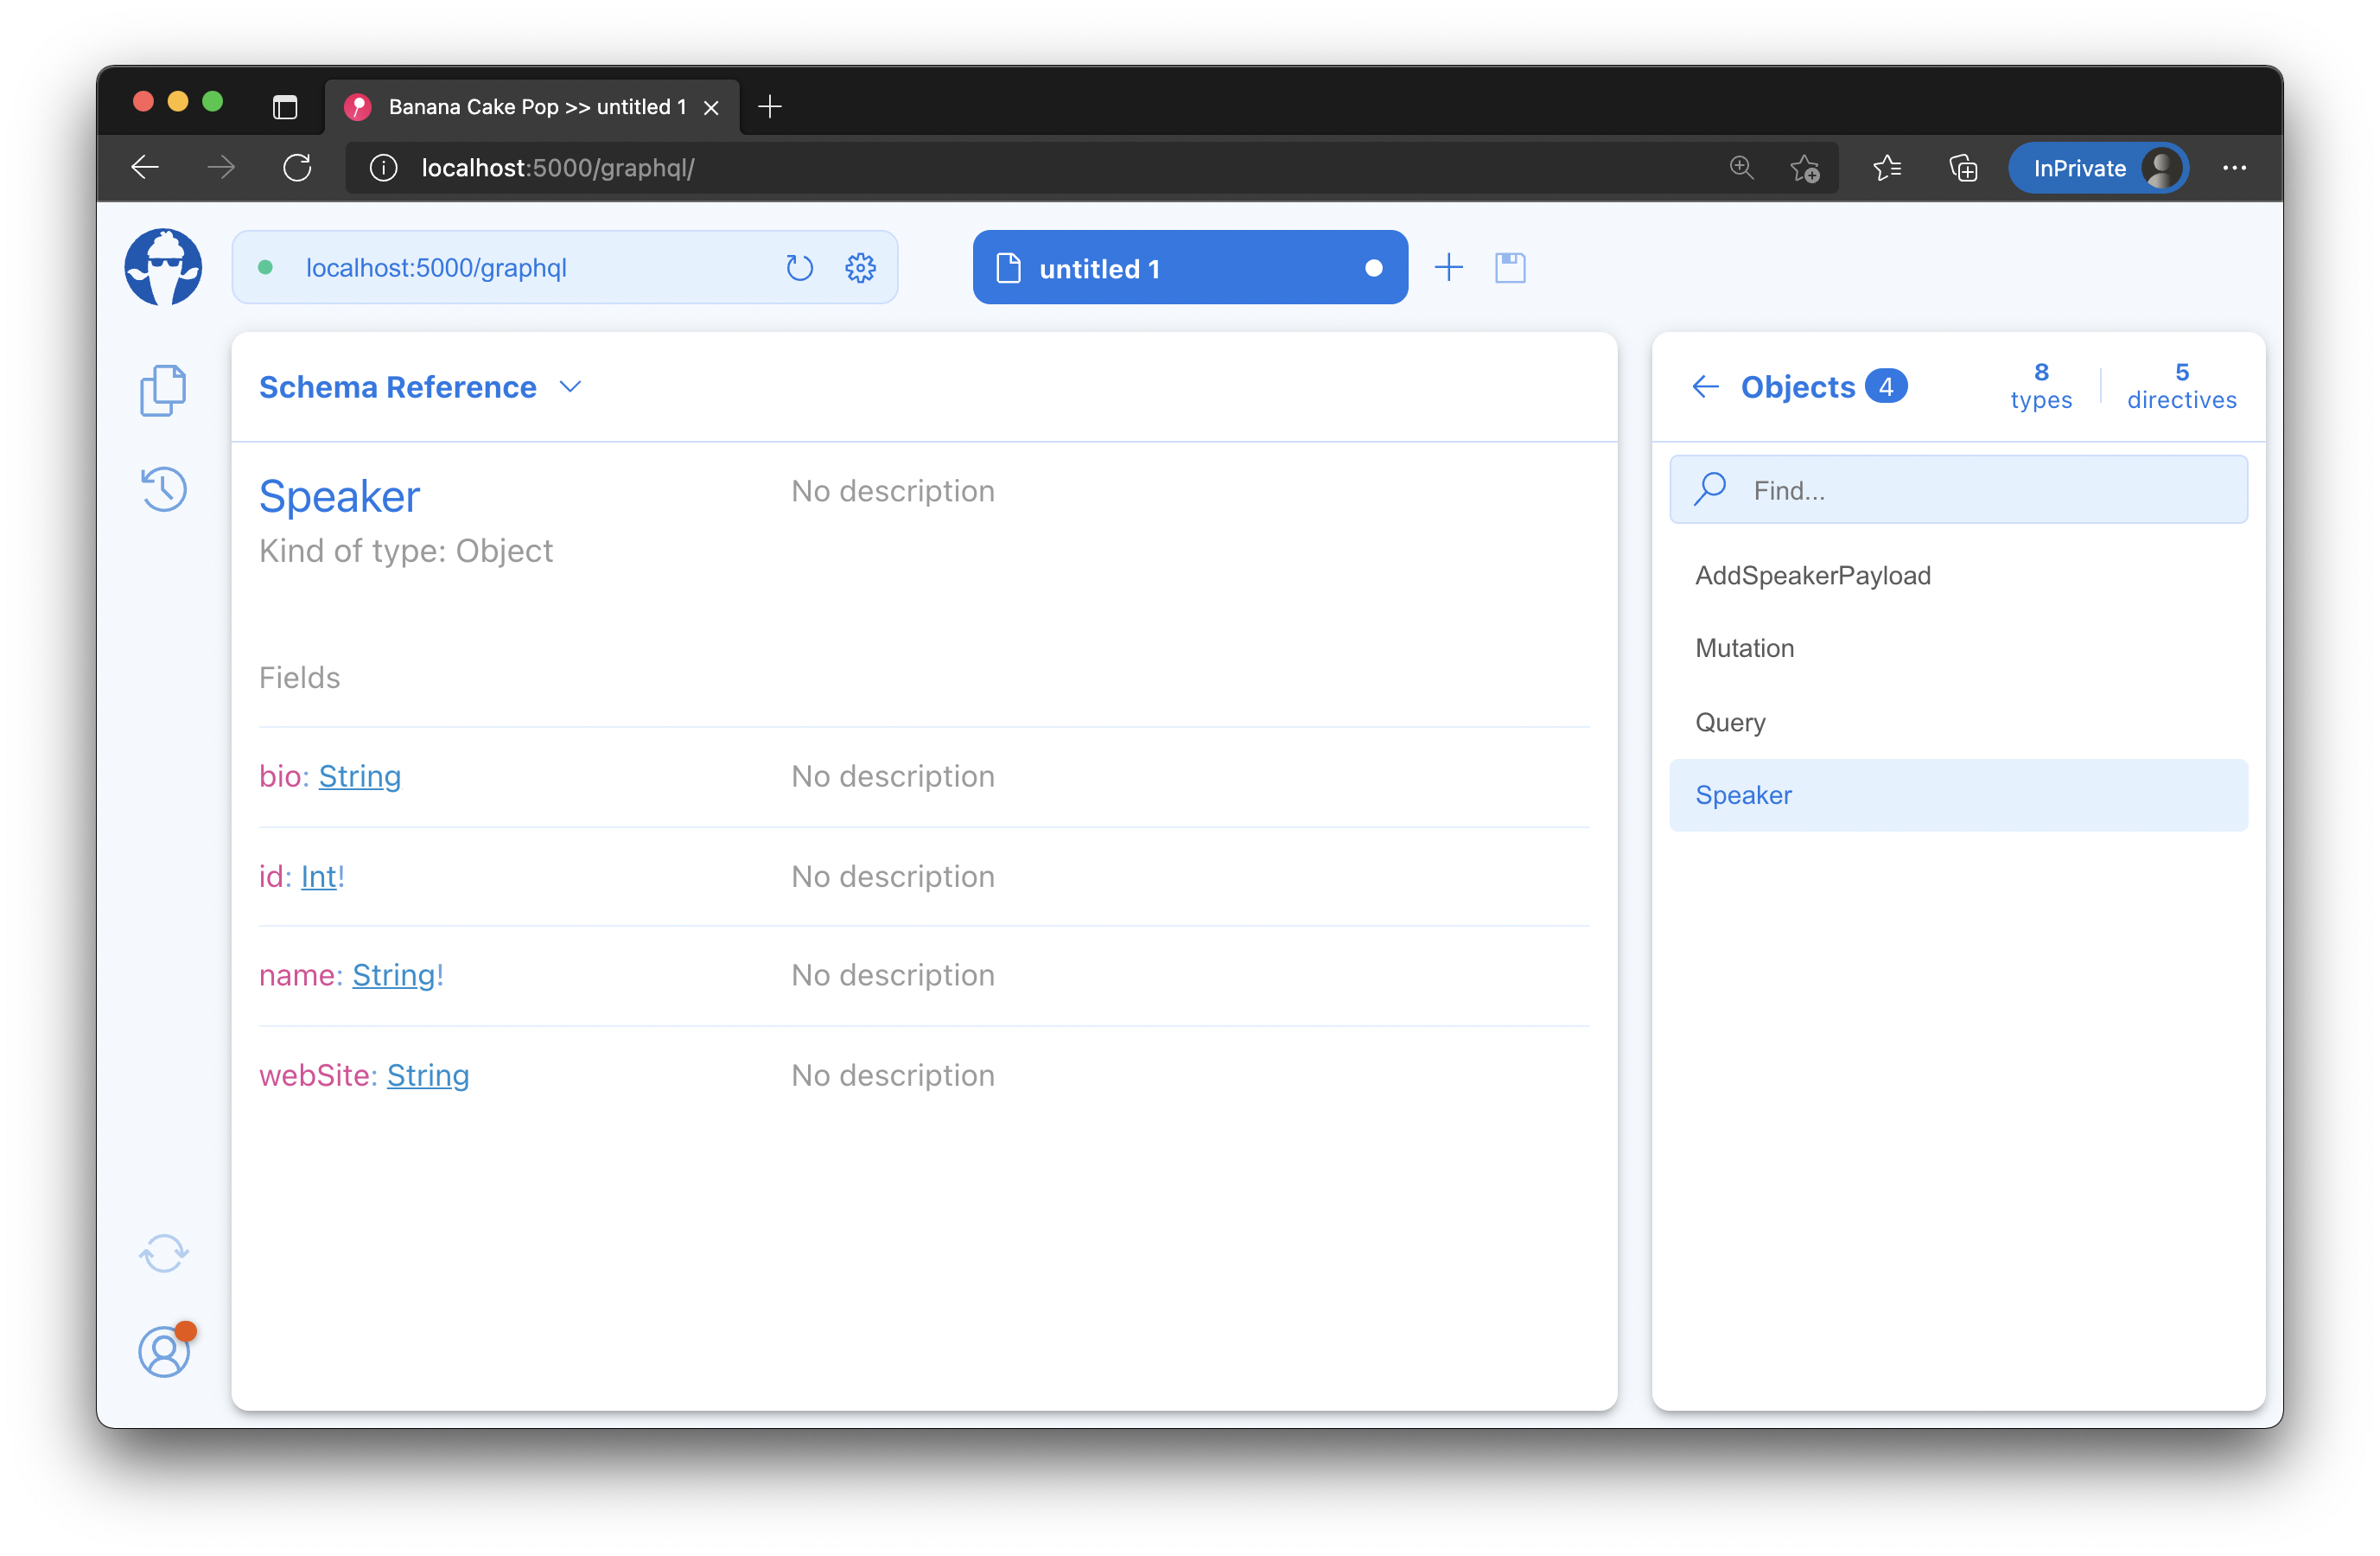 Banana Cake Pop >> untitled 1
localhost:5000/graphql/
InPrivate
localhost:5000/graphql
untitled 1
Schema Reference
Speaker
No description
Kind of type: Object
Fields
bio: String
No description
id: Int!
No description
name: String!
No description
webSite: String
No description
Objects 4
8 types
5 directives
Find...
AddSpeakerPayload
Mutation
Query
Speaker